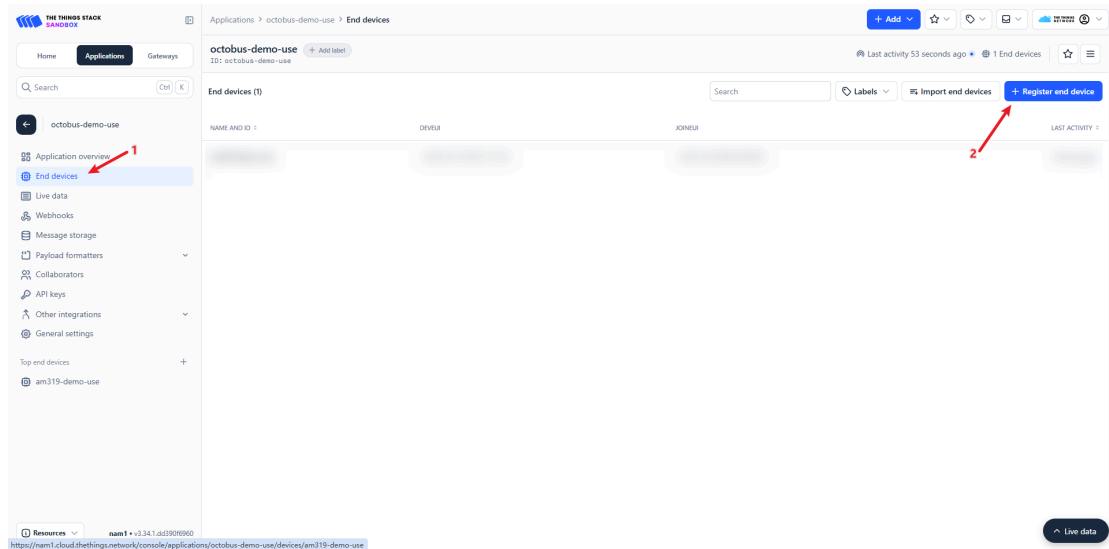 THE THINGS STACK
SANDBOX
Applications > octobus-demo-use > End devices
+ Add
THE THINGS
NETWORK
Home
Applications
Gateways
octobus-demo-use
+ Add label
ID: octobus-demo-use
Last activity 53 seconds ago
1 End devices
Search
Ctrl
K
End devices (1)
Search
Labels
Import end devices
+ Register end device
octobus-demo-use
NAME AND ID
DEVEUI
JOINEUI
LAST ACTIVITY
1
2
Application overview
End devices
Live data
Webhooks
Message storage
Payload formatters
Collaborators
API keys
Other integrations
General settings
Top end devices
+
am319-demo-use
Resources
nam1 • v3.34.1.dd390f6960
Live data
https://nam1.cloud.thethings.network/console/applications/octobus-demo-use/devices/am319-demo-use